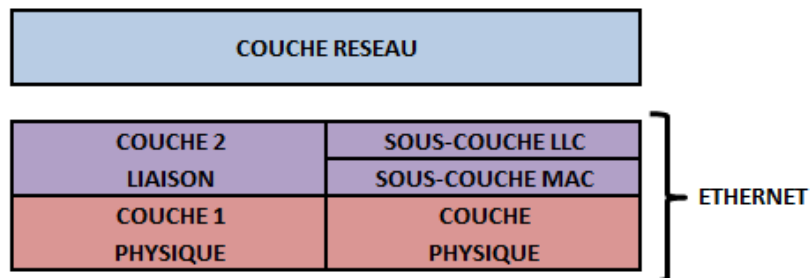 COUCHE RESEAU
COUCHE 2
LIAISON
SOUS-COUCHE LLC
SOUS-COUCHE MAC
COUCHE 1
PHYSIQUE
COUCHE
PHYSIQUE
ETHERNET